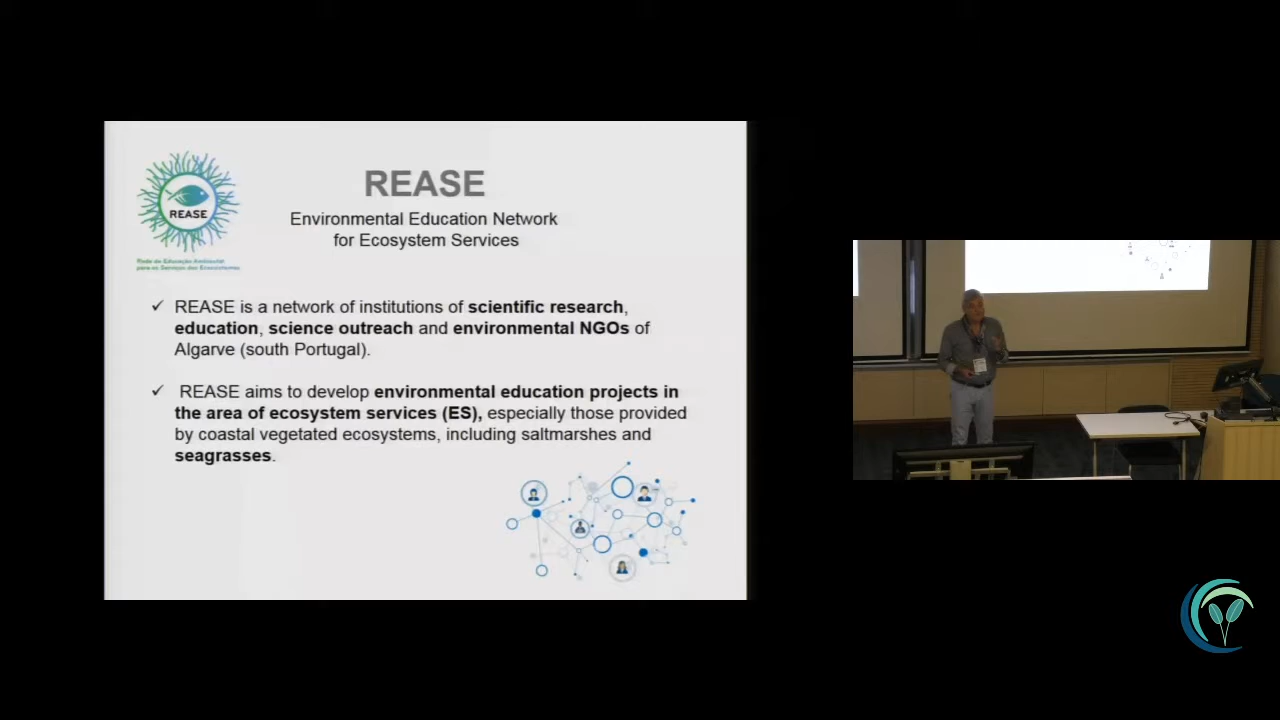 REASE
Environmental Education Network
for Ecosystem Services
REASE
Rede de Educação Ambiental
para os Serviços dos Ecossistemas
✓ REASE is a network of institutions of scientific research,
education, science outreach and environmental NGOs of
Algarve (south Portugal).
✓ REASE aims to develop environmental education projects in
the area of ecosystem services (ES), especially those provided
by coastal vegetated ecosystems, including saltmarshes and
seagrasses.